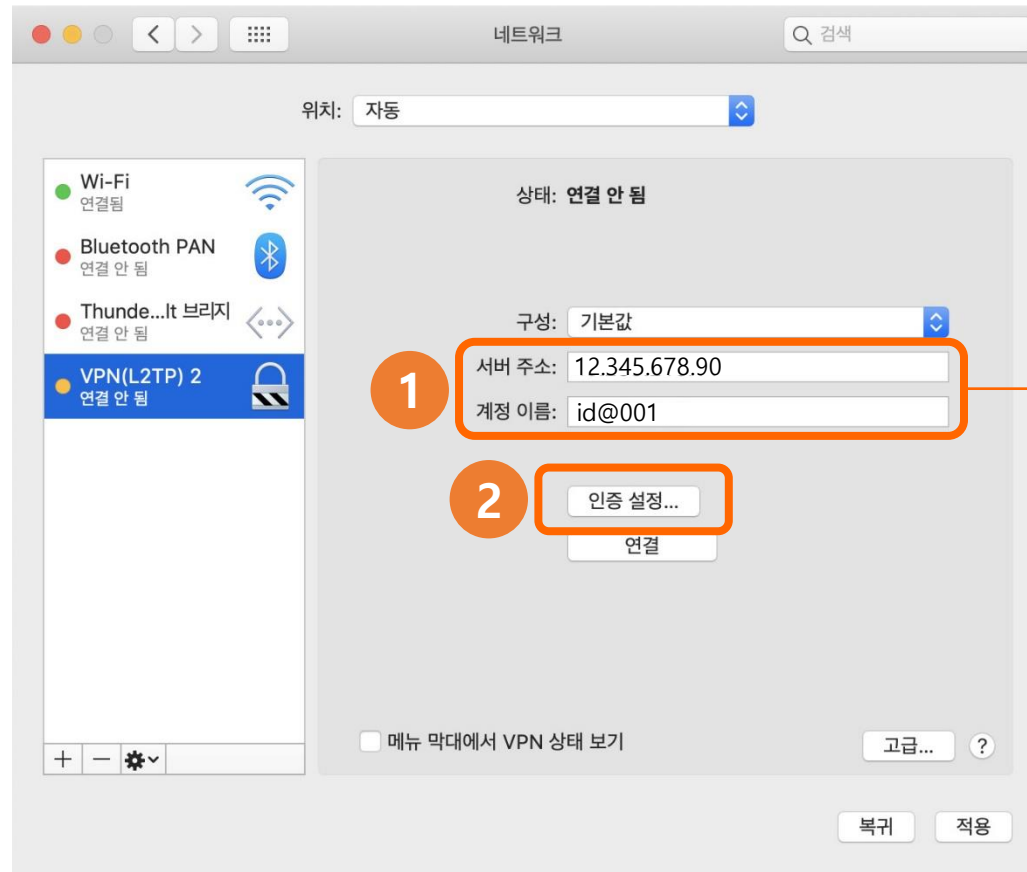 네트워크
검색
위치: 자동
Wi-Fi
연결됨
Bluetooth PAN
연결 안 됨
Thunde...lt 브리지
연결 안 됨
VPN(L2TP) 2
연결 안 됨
상태: 연결 안 됨
구성: 기본값
1
서버 주소: 12.345.678.90
계정 이름: id@001
2
인증 설정...
연결
메뉴 막대에서 VPN 상태 보기
고급... ?
복귀 적용